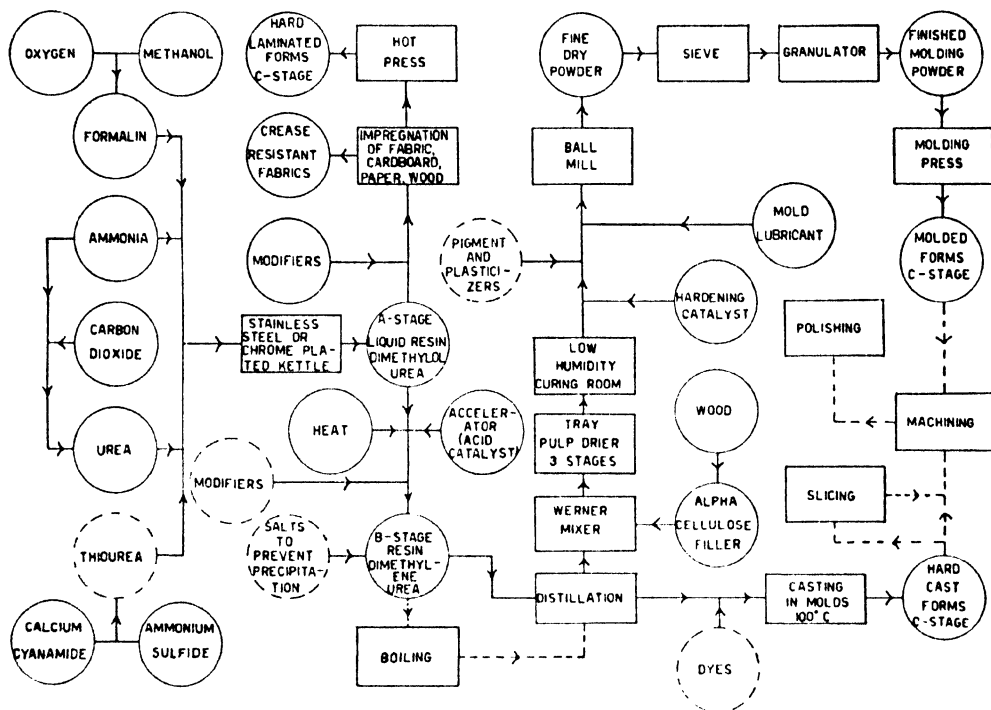 OXYGEN
METHANOL
FORMALIN
AMMONIA
CARBON
DIOXIDE
UREA
THIOUREA
CALCIUM
CYANAMIDE
AMMONIUM
SULFIDE
HARD
LAMINATED
FORMS
C-STAGE
HOT
PRESS
CREASE
RESISTANT
FABRICS
IMPREGNATION
OF FABRIC,
CARDBOARD,
PAPER, WOOD
MODIFIERS
STAINLESS
STEEL OR
CHROME PLA-
TED KETTLE
A-STAGE
LIQUID RESIN
DIMETHYLOL
UREA
HEAT
ACCELER-
ATOR
(ACID
CATALYST)
MODIFIERS
SALTS
TO
PREVENT
PRECIPITA-
TION
B-STAGE
RESIN
DIMETHYL-
ENE
UREA
BOILING
FINE
DRY
POWDER
SIEVE
GRANULATOR
FINISHED
MOLDING
POWDER
BALL
MILL
MOLDING
PRESS
PIGMENT
AND
PLASTICI-
ZERS
MOLD
LUBRICANT
MOLDED
FORMS
C-STAGE
HARDENING
CATALYST
POLISHING
LOW
HUMIDITY
CURING ROOM
WOOD
MACHINING
TRAY
PULP DRIER
3 STAGES
SLICING
WERNER
MIXER
ALPHA
CELLULOSE
FILLER
DISTILLATION
CASTING
IN MOLDS
100°C
HARD
CAST
FORMS
C-STAGE
DYES